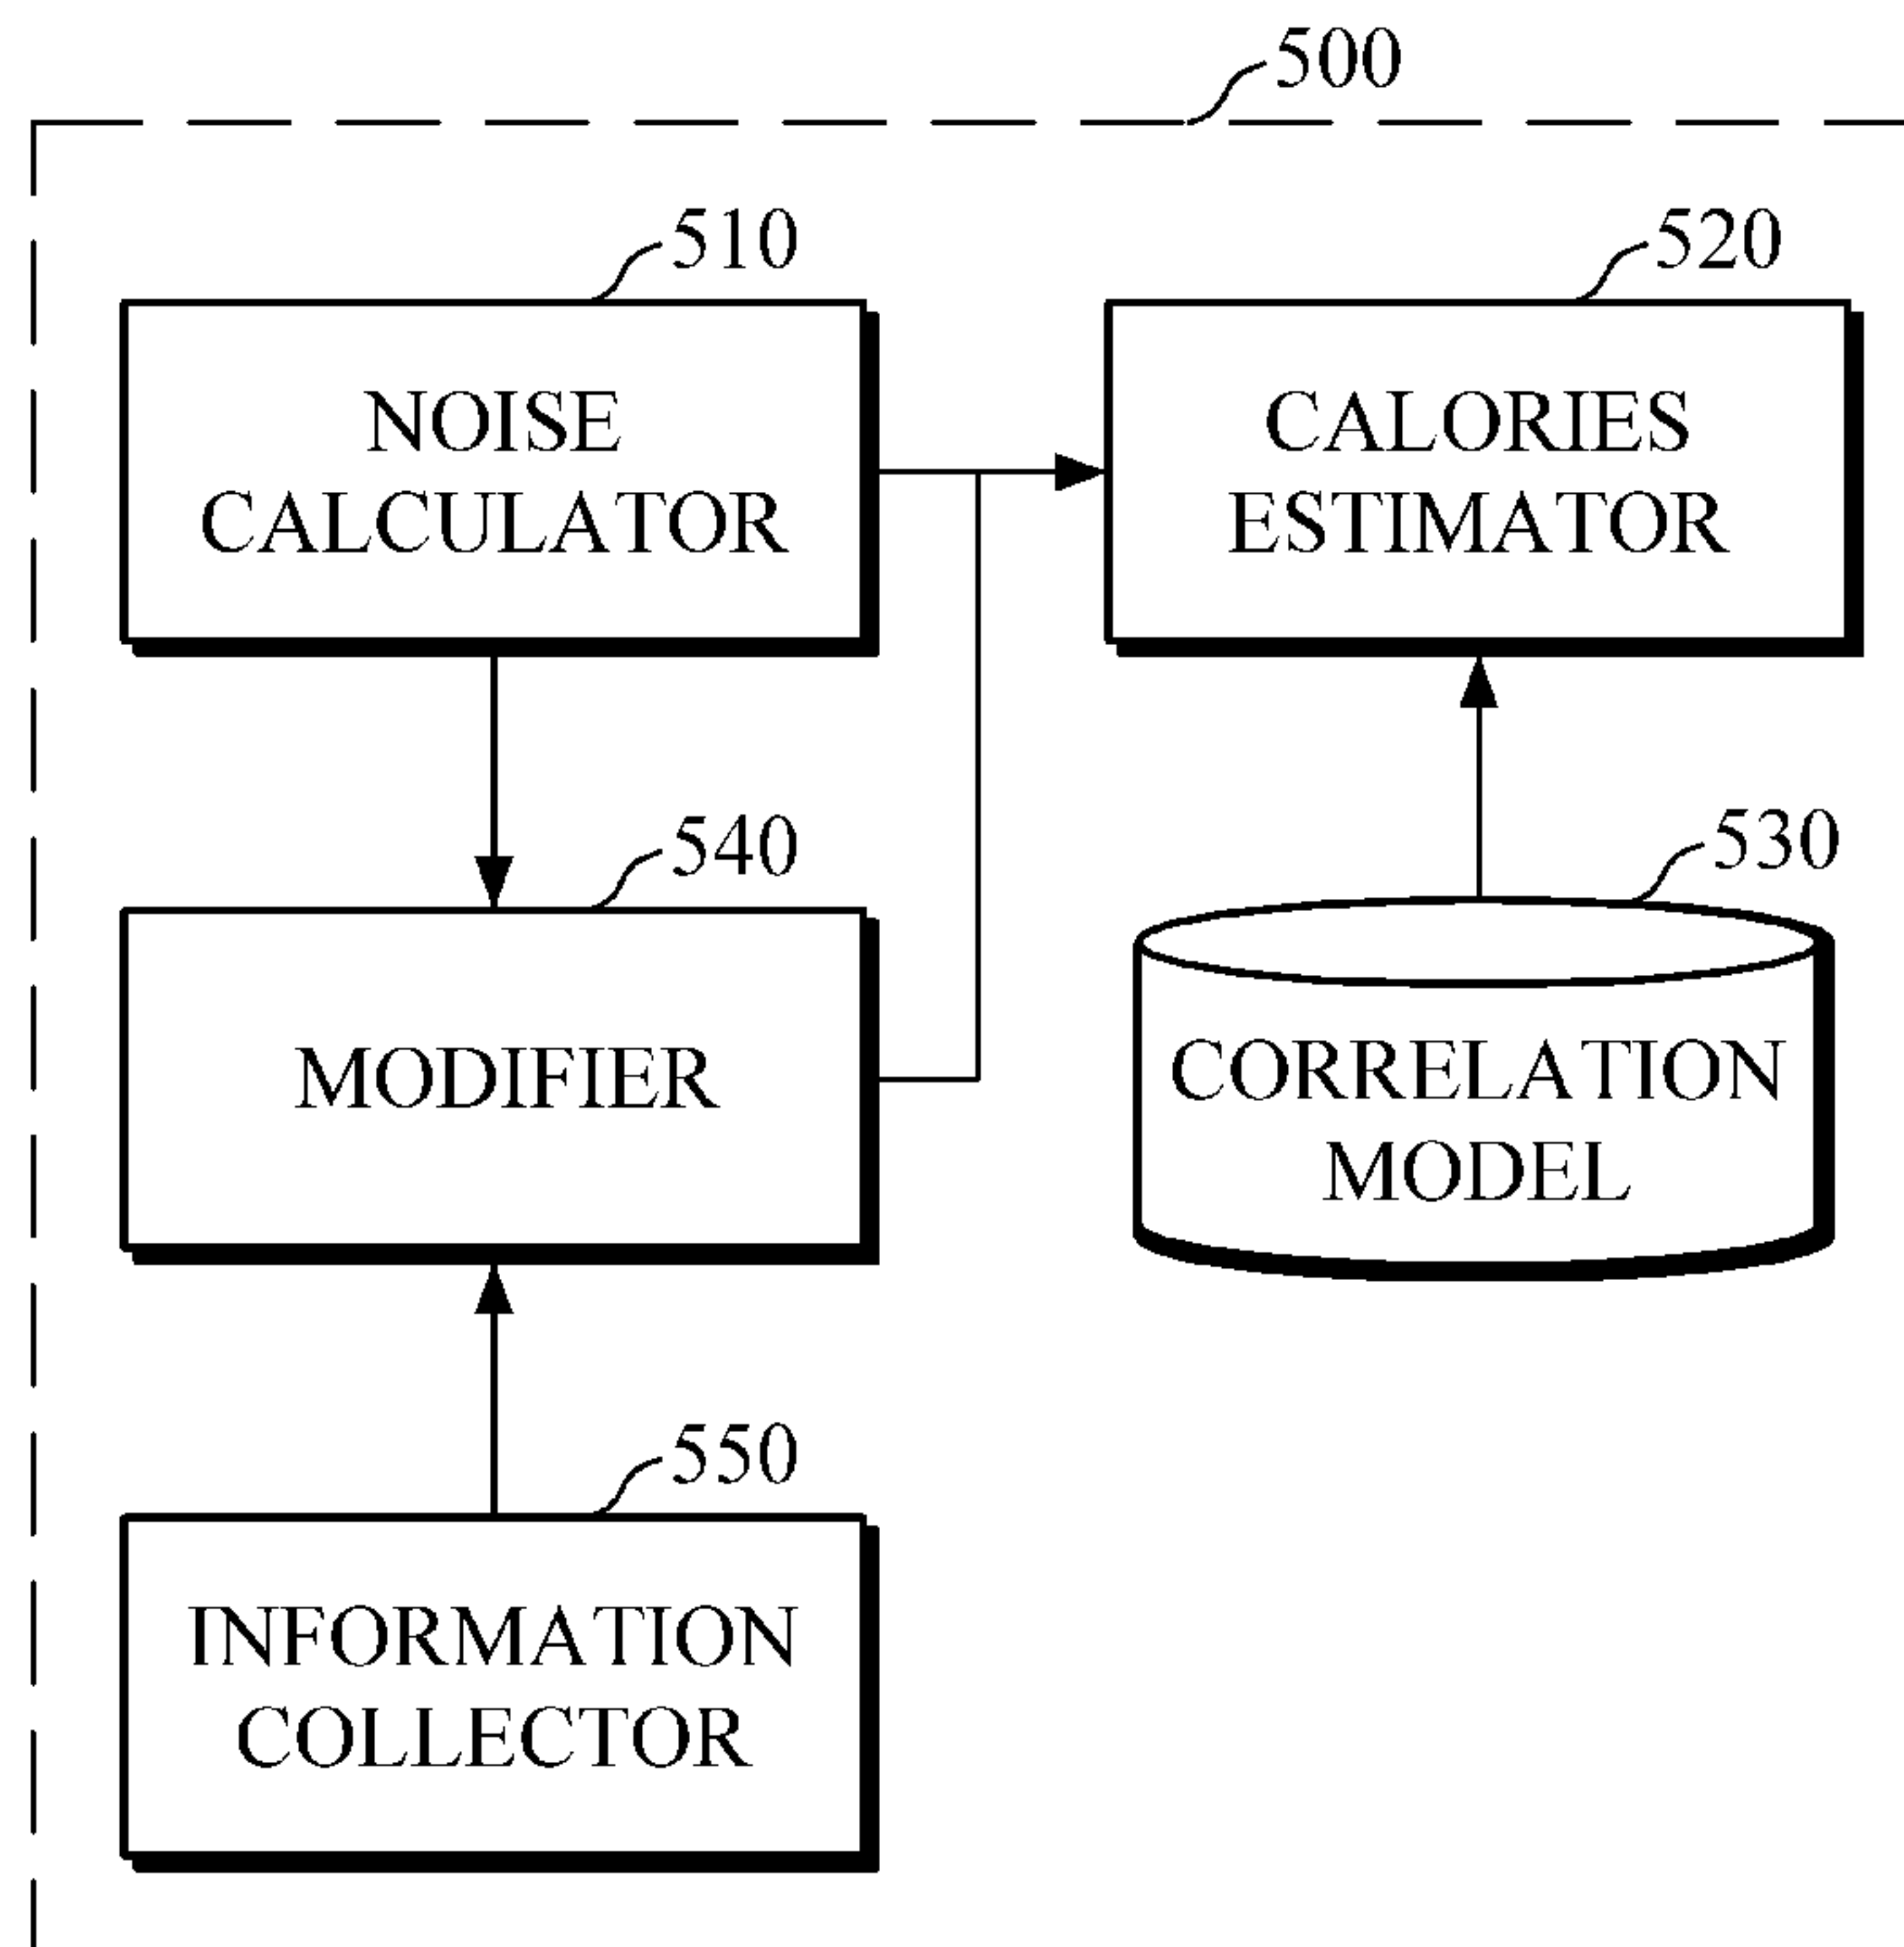 500
510
520
NOISE
CALCULATOR
CALORIES
ESTIMATOR
540
530
MODIFIER
CORRELATION
MODEL
550
INFORMATION
COLLECTOR